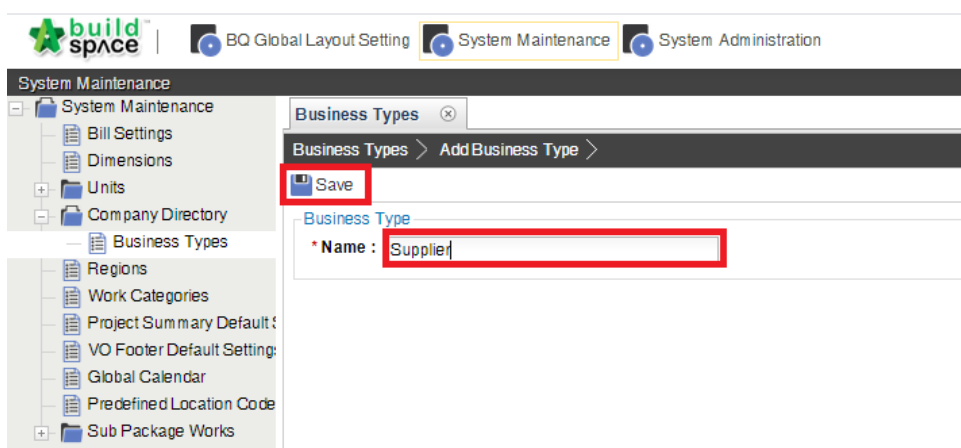 build space
BQ Global Layout Setting System Maintenance System Administration
System Maintenance
System Maintenance
Bill Settings
Dimensions
Units
Company Directory
Business Types
Regions
Work Categories
Project Summary Default S
VO Footer Default Settings
Global Calendar
Predefined Location Code
Sub Package Works
Business Types
Business Types > Add Business Type >
Save
Business Type
* Name : Supplier